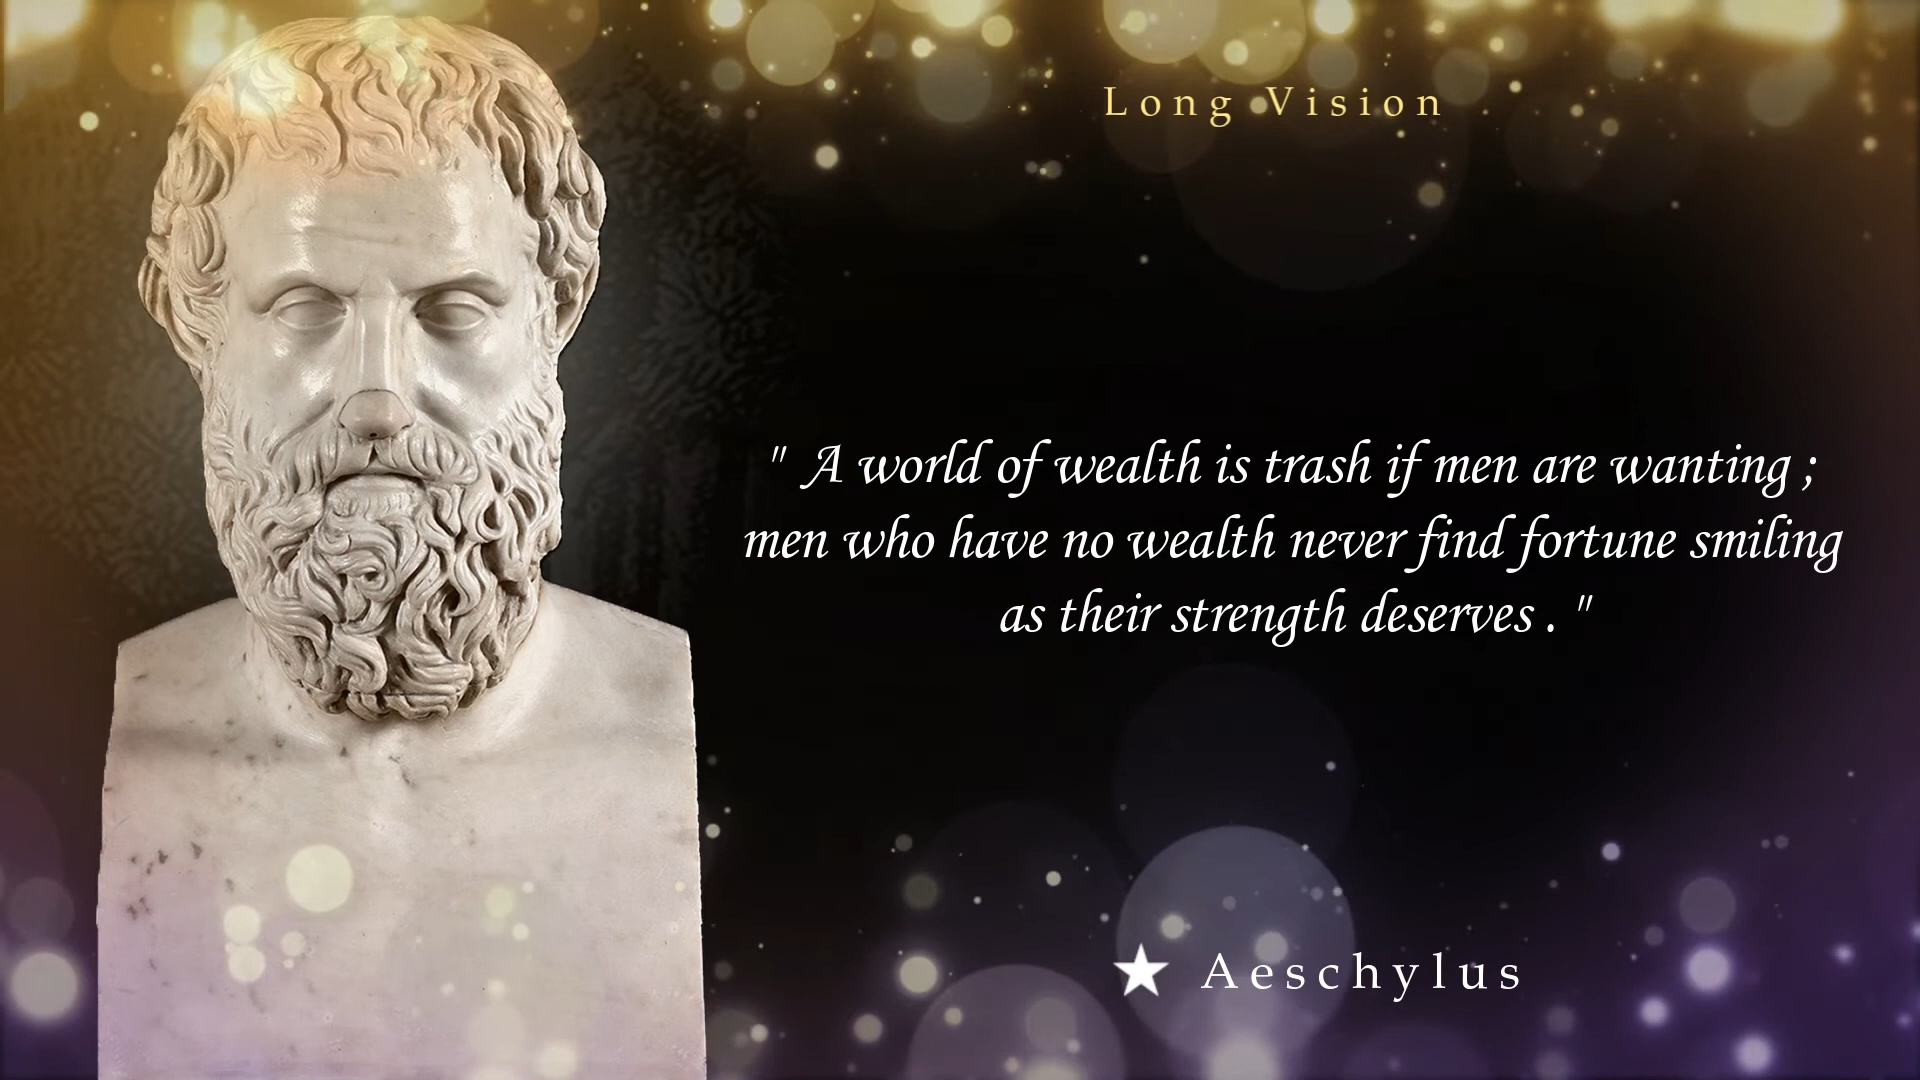 Long Vision
" A world of wealth is trash if men are wanting ;
men who have no wealth never find fortune smiling
as their strength deserves . "
Aeschylus